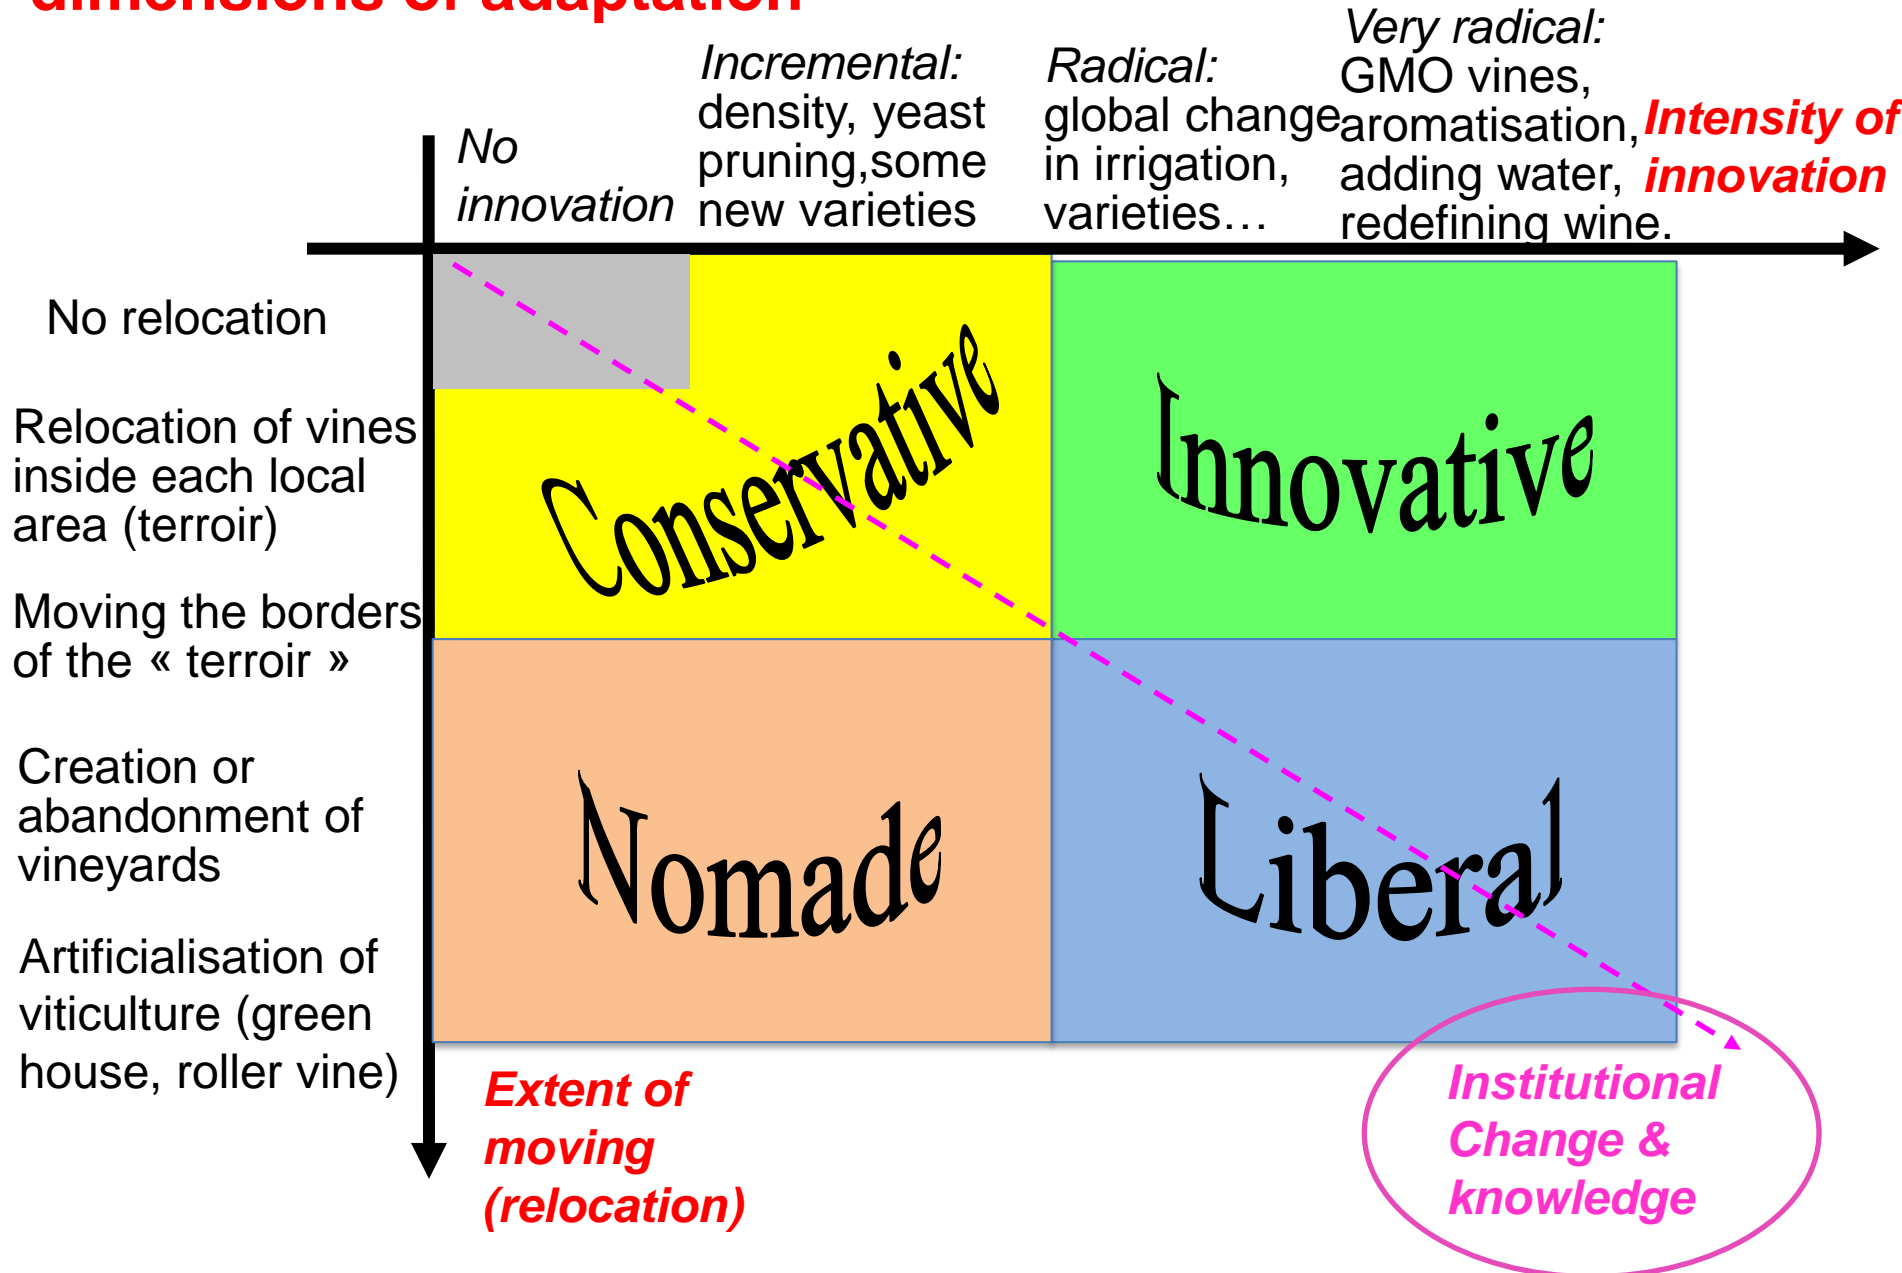 dimensions of adaptation
No
innovation
Incremental:
density, yeast
pruning,some
new varieties
Radical:
global change
in irrigation,
varieties…
Very radical:
GMO vines,
aromatisation,
adding water,
redefining wine.
Intensity of
innovation
No relocation
Relocation of vines
inside each local
area (terroir)
Moving the borders
of the « terroir »
Creation or
abandonment of
vineyards
Artificialisation of
viticulture (green
house, roller vine)
Conservative
Innovative
Nomade
Liberal
Extent of
moving
(relocation)
Institutional
Change &
knowledge